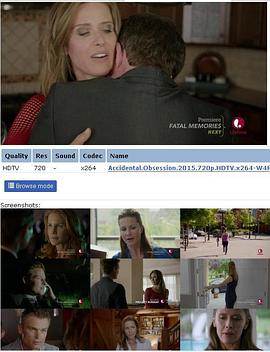 Premiere
FATAL MEMORIES
NEXT
Lifetime
Quality Res Sound Codec Name
HDTV 720 - x264 Accidental.Obsession.2015.720p.HDTV.x264-W4F
Browse mode
Screenshots: